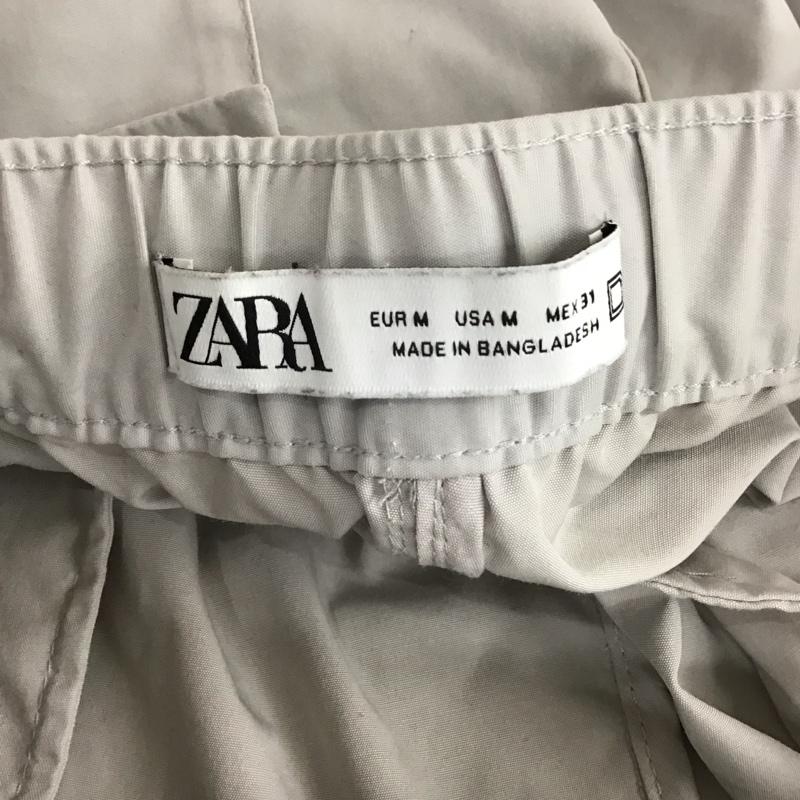 ZARA
EUR M USA M MEX 31
MADE IN BANGLADESH